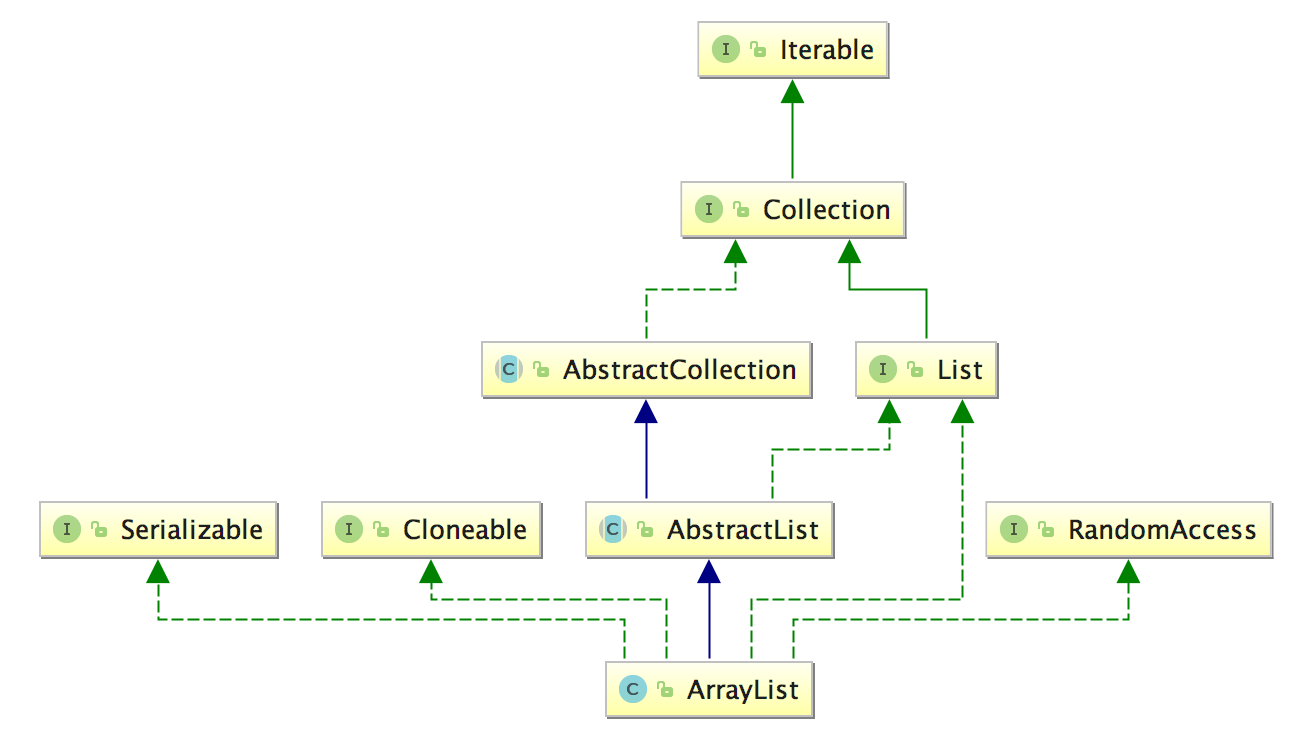 I Iterable
I Collection
C AbstractCollection
I List
I Serializable
I Cloneable
C AbstractList
I RandomAccess
C ArrayList